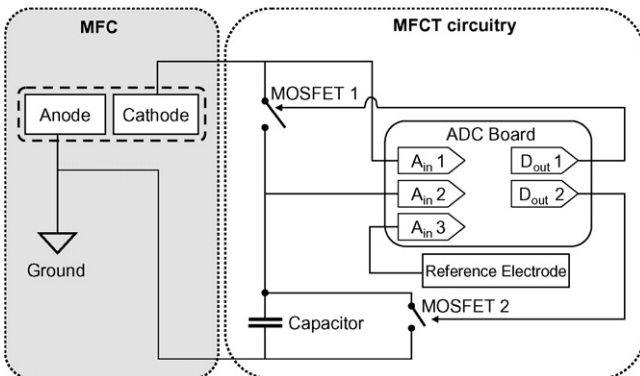 MFC
MFCT circuitry
MOSFET 1
Anode
Cathode
ADC Board
Ain 1
Dout 1
Ain 2
Dout 2
Ain 3
Ground
Reference Electrode
MOSFET 2
Capacitor